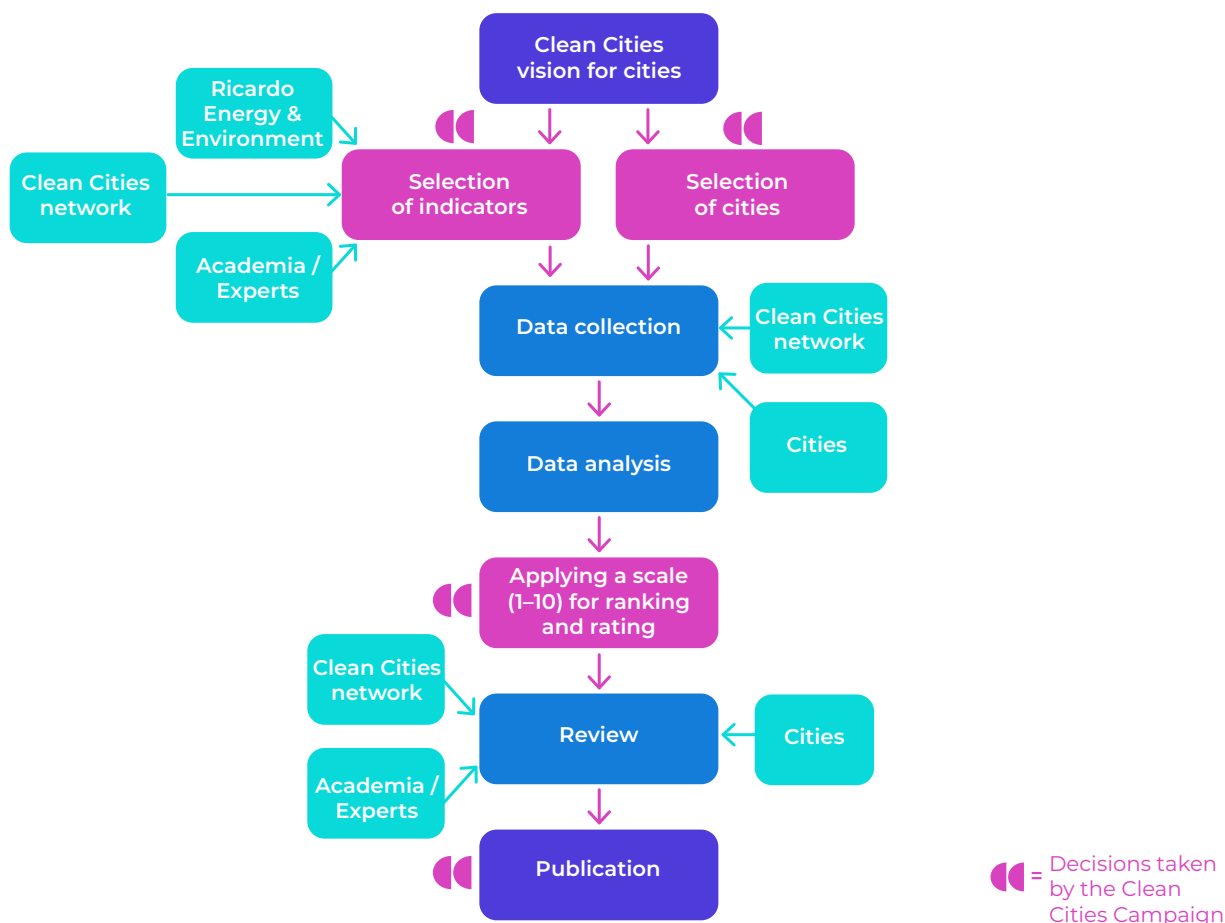 Clean Cities
vision for cities
Ricardo
Energy &
Environment
Clean Cities
network
Academia /
Experts
Selection
of indicators
Selection
of cities
Data collection
Clean Cities
network
Cities
Data analysis
Applying a scale
(1–10) for ranking
and rating
Clean Cities
network
Academia /
Experts
Review
Cities
Publication
= Decisions taken
by the Clean
Cities Campaign